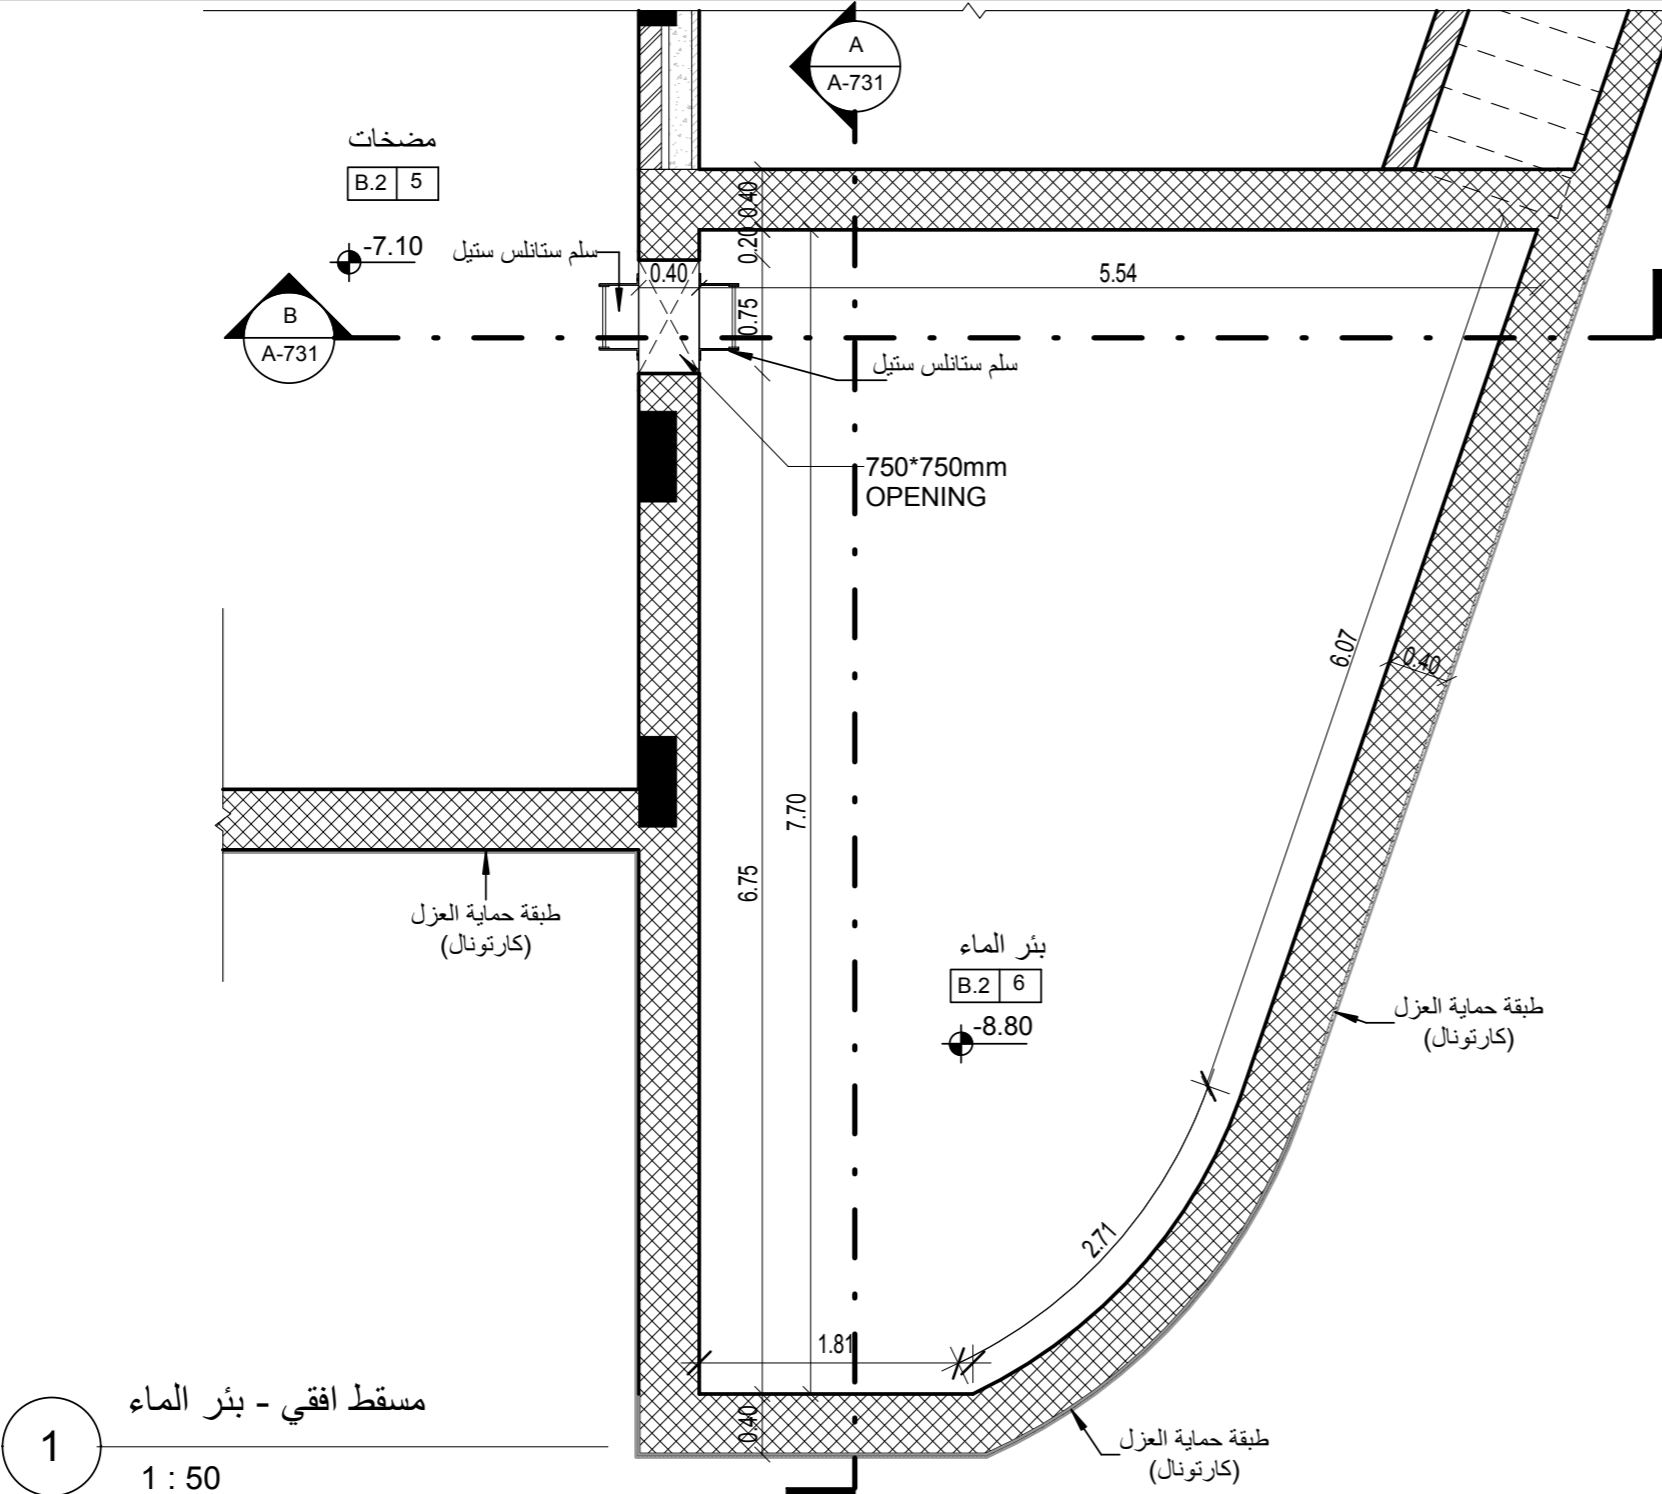 A
A-731
مضخات
B.2 5
-7.10
سلم ستانلس ستيل
B
A-731
0.40
0.20
0.40
5.54
0.75
سلم ستانلس ستيل
750*750mm
OPENING
6.07
0.40
7.70
6.75
طبقة حماية العزل
(كارتونال)
بئر الماء
B.2 6
-8.80
طبقة حماية العزل
(كارتونال)
2.71
1.81
0.40
طبقة حماية العزل
(كارتونال)
1
مسقط افقي - بئر الماء
1 : 50